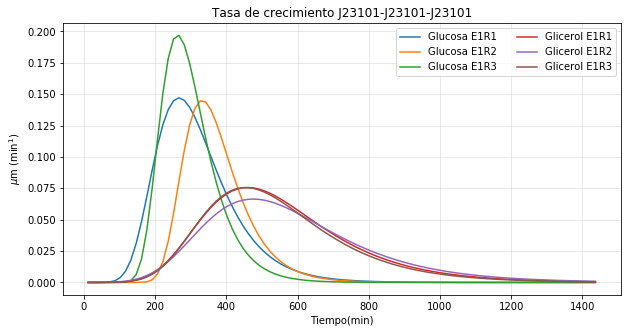 Tasa de crecimiento J23101-J23101-J23101
Glucosa E1R1
Glucosa E1R2
Glucosa E1R3
Glicerol E1R1
Glicerol E1R2
Glicerol E1R3
μm (min¹)
0.200
0.175
0.150
0.125
0.100
0.075
0.050
0.025
0.000
0 200 400 600 800 1000 1200 1400
Tiempo(min)